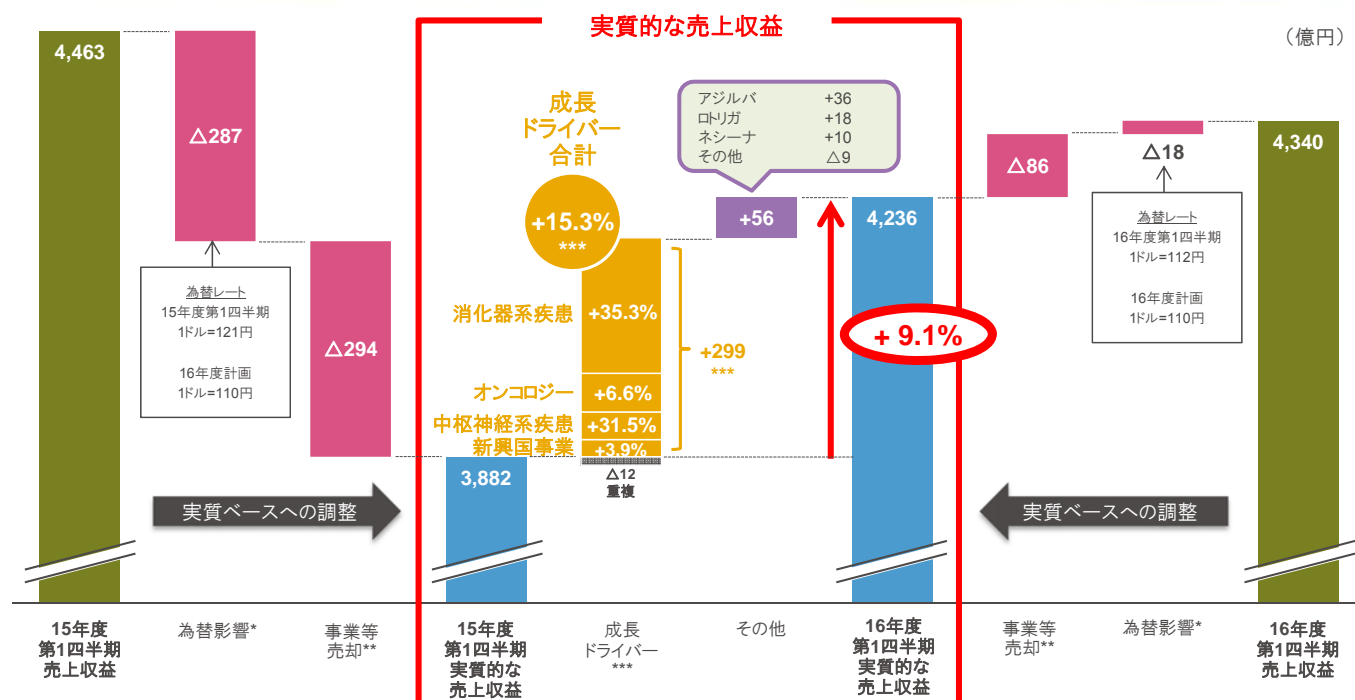 実質的な売上収益
（億円）
4,463
△287
為替レート
15年度第1四半期
1ドル=121円
16年度計画
1ドル=110円
△294
3,882
成長
ドライバー
合計
+15.3%
***
消化器系疾患
+35.3%
オンコロジー
+6.6%
中枢神経系疾患
+31.5%
新興国事業
+3.9%
△12
重複
+299
***
アジルバ +36
ロトリガ +18
ネシーナ +10
その他 △9
+56
4,236
+ 9.1%
△86
△18
為替レート
16年度第1四半期
1ドル=112円
16年度計画
1ドル=110円
4,340
実質ベースへの調整
実質ベースへの調整
15年度
第1四半期
売上収益
為替影響*
事業等
売却**
15年度
第1四半期
実質的な
売上収益
成長
ドライバー
***
その他
16年度
第1四半期
実質的な
売上収益
事業等
売却**
為替影響*
16年度
第1四半期
売上収益